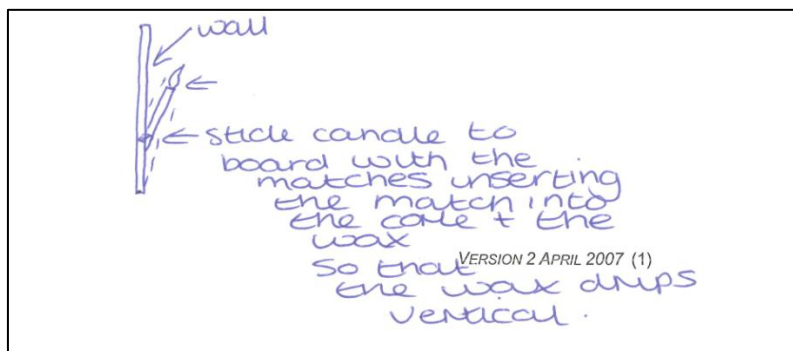 wall
stick candle to
board with the
matches inserting
the match into
the core + the
wax
VERSION 2 APRIL 2007 (1)
so that
the wax drips
vertical.